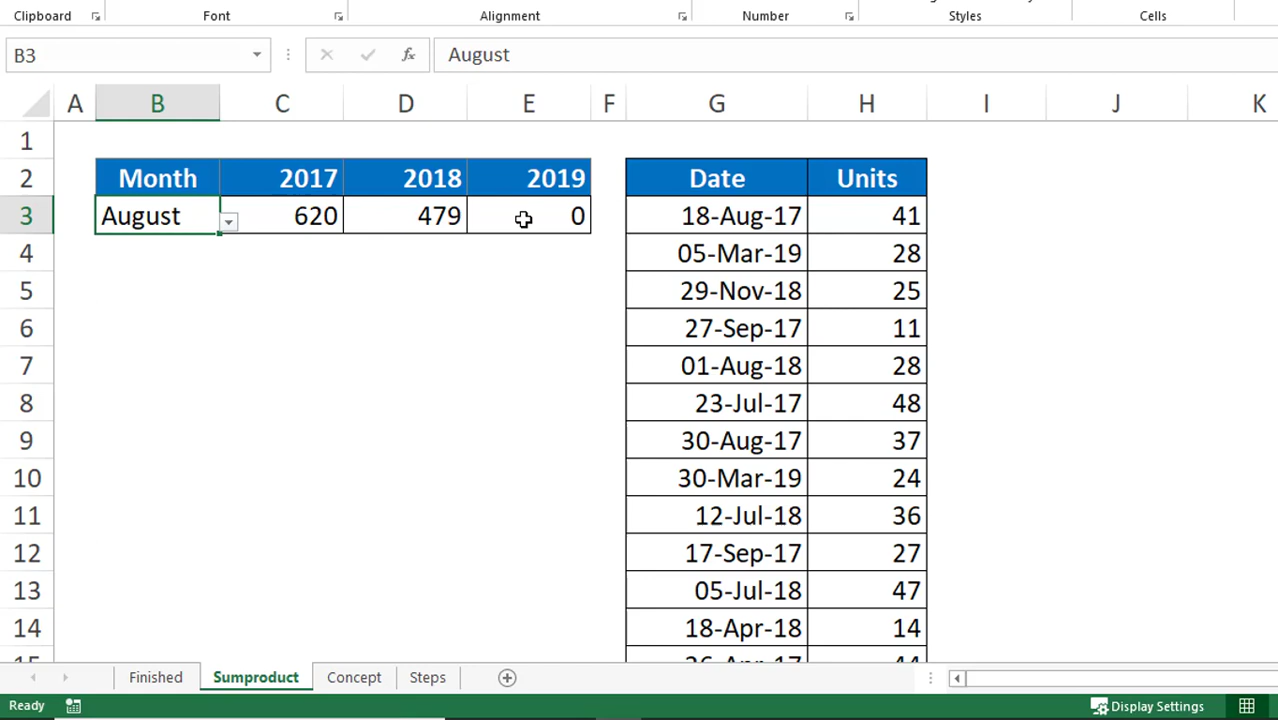 Clipboard Font Alignment Number Styles Cells
B3 fx August
A B C D E F G H I J K
1
2 Month 2017 2018 2019 Date Units
3 August 620 479 0 18-Aug-17 41
4 05-Mar-19 28
5 29-Nov-18 25
6 27-Sep-17 11
7 01-Aug-18 28
8 23-Jul-17 48
9 30-Aug-17 37
10 30-Mar-19 24
11 12-Jul-18 36
12 17-Sep-17 27
13 05-Jul-18 47
14 18-Apr-18 14
Finished Sumproduct Concept Steps
Ready Display Settings